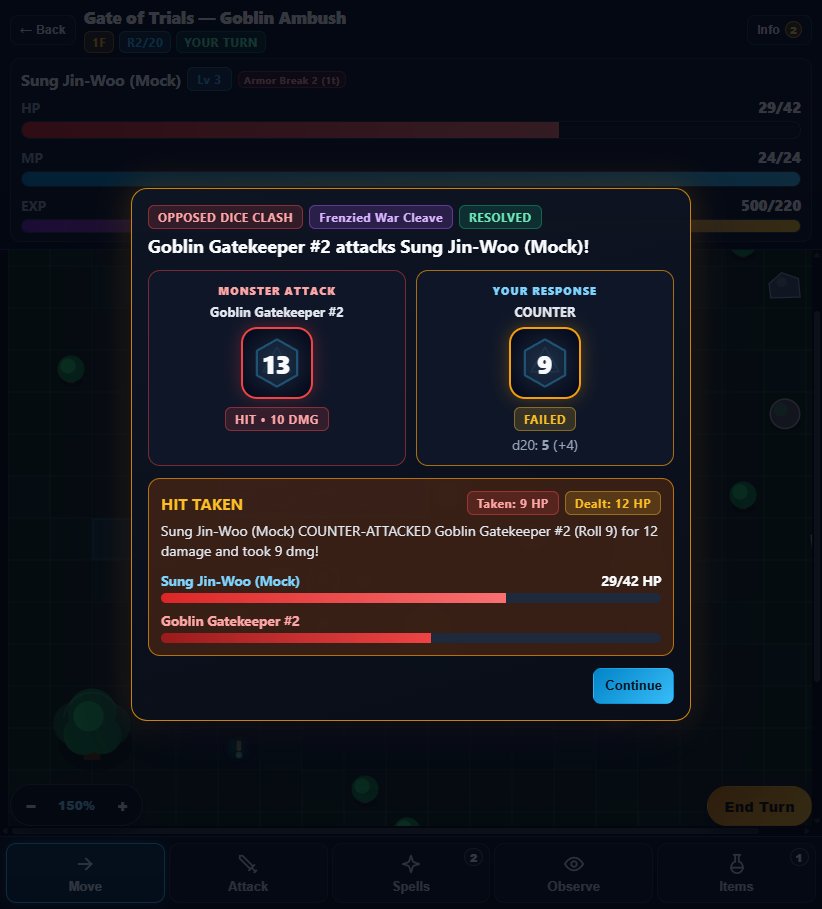 ← Back
Gate of Trials — Goblin Ambush
1F
R2/20
YOUR TURN
Info 2
Sung Jin-Woo (Mock)
Lv 3
Armor Break 2 (1t)
HP
29/42
MP
24/24
EXP
500/220
OPPOSED DICE CLASH
Frenzied War Cleave
RESOLVED
Goblin Gatekeeper #2 attacks Sung Jin-Woo (Mock)!
MONSTER ATTACK
Goblin Gatekeeper #2
13
HIT • 10 DMG
YOUR RESPONSE
COUNTER
9
FAILED
d20: 5 (+4)
HIT TAKEN
Taken: 9 HP
Dealt: 12 HP
Sung Jin-Woo (Mock) COUNTER-ATTACKED Goblin Gatekeeper #2 (Roll 9) for 12
damage and took 9 dmg!
Sung Jin-Woo (Mock)
29/42 HP
Goblin Gatekeeper #2
Continue
!
− 150% +
End Turn
Move
Attack
Spells
2
Observe
Items
1